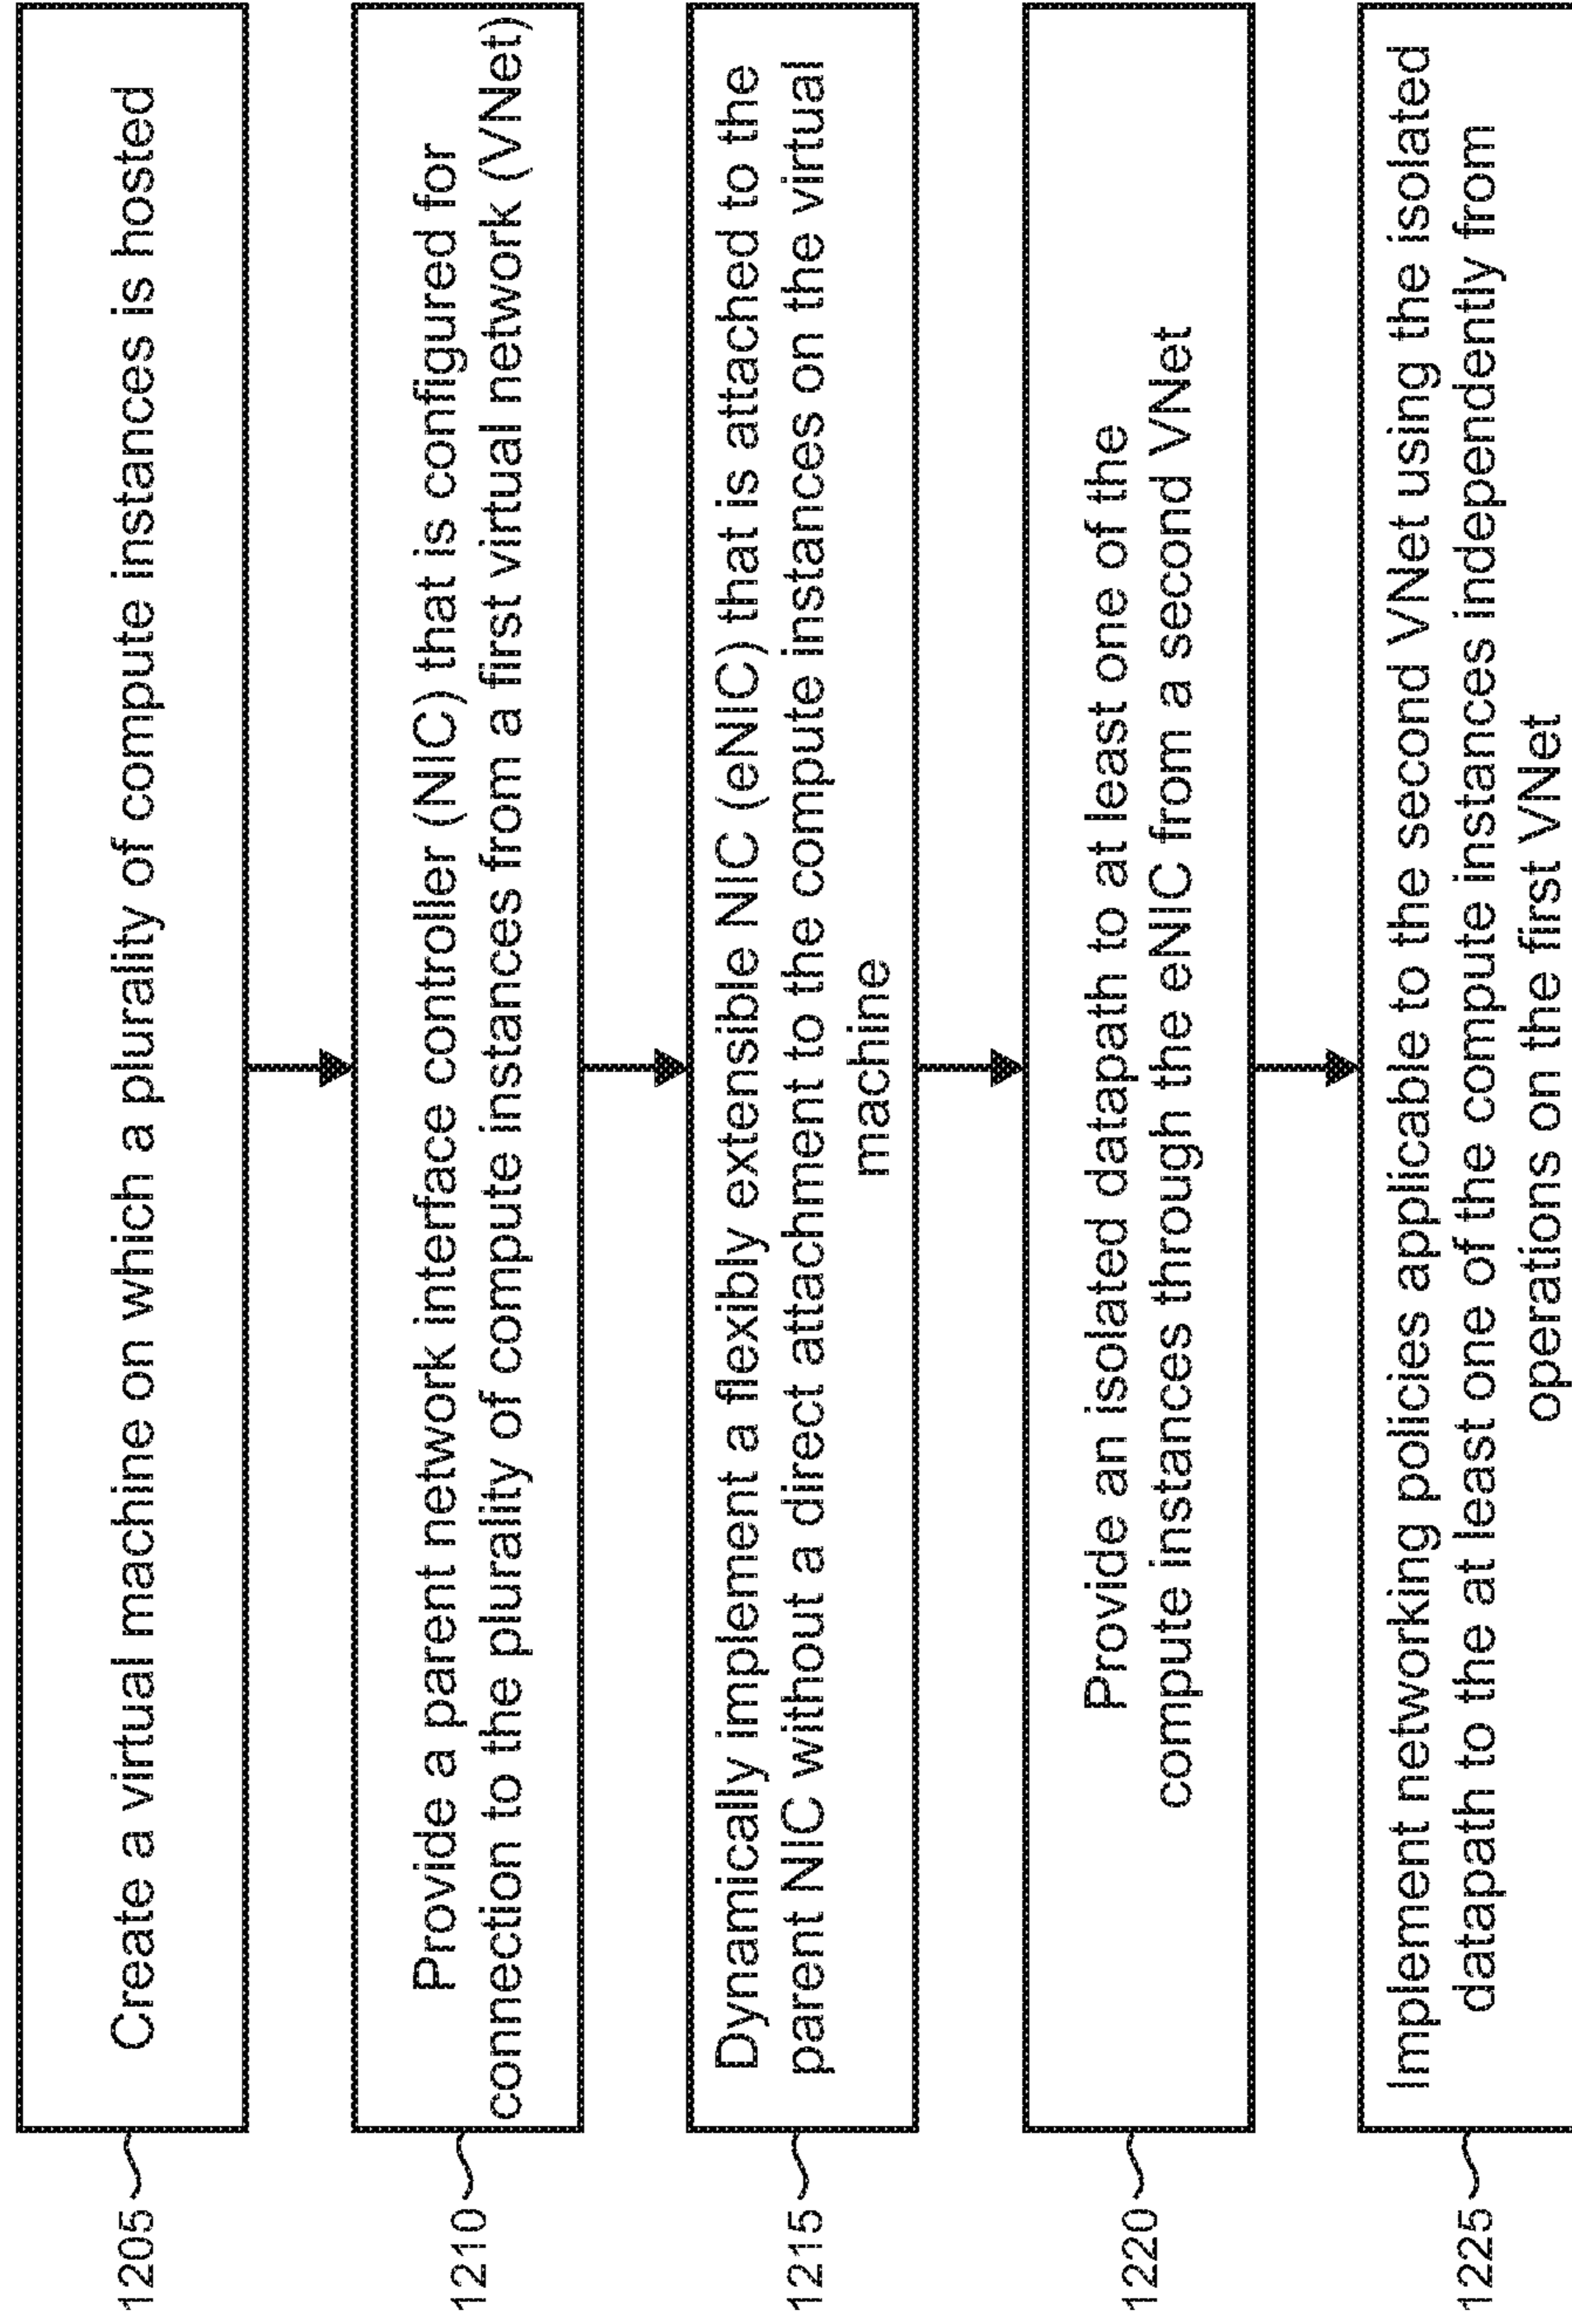 1205
Create a virtual machine on which a plurality of compute instances is hosted
1210
Provide a parent network interface controller (NIC) that is configured for
connection to the plurality of compute instances from a first virtual network (VNet)
1215
Dynamically implement a flexibly extensible NIC (eNIC) that is attached to the
parent NIC without a direct attachment to the compute instances on the virtual
machine
1220
Provide an isolated datapath to at least one of the
compute instances through the eNIC from a second VNet
1225
Implement networking policies applicable to the second VNet using the isolated
datapath to the at least one of the compute instances independently from
operations on the first VNet